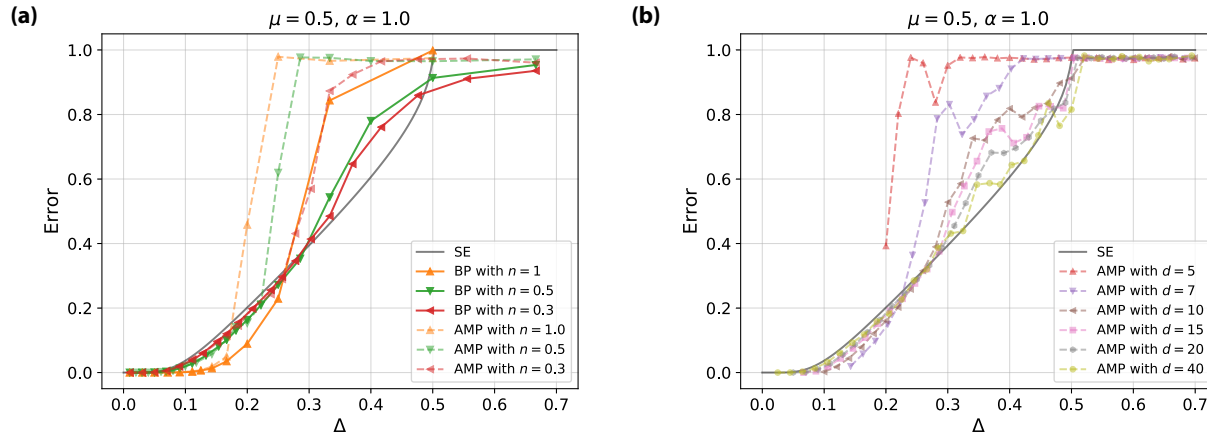 (a)
μ = 0.5, α = 1.0
Error
1.0
0.8
0.6
0.4
0.2
0.0
0.0 0.1 0.2 0.3 0.4 0.5 0.6 0.7
Δ
SE
BP with n = 1
BP with n = 0.5
BP with n = 0.3
AMP with n = 1.0
AMP with n = 0.5
AMP with n = 0.3
(b)
μ = 0.5, α = 1.0
Error
1.0
0.8
0.6
0.4
0.2
0.0
0.0 0.1 0.2 0.3 0.4 0.5 0.6 0.7
Δ
SE
AMP with d = 5
AMP with d = 7
AMP with d = 10
AMP with d = 15
AMP with d = 20
AMP with d = 40